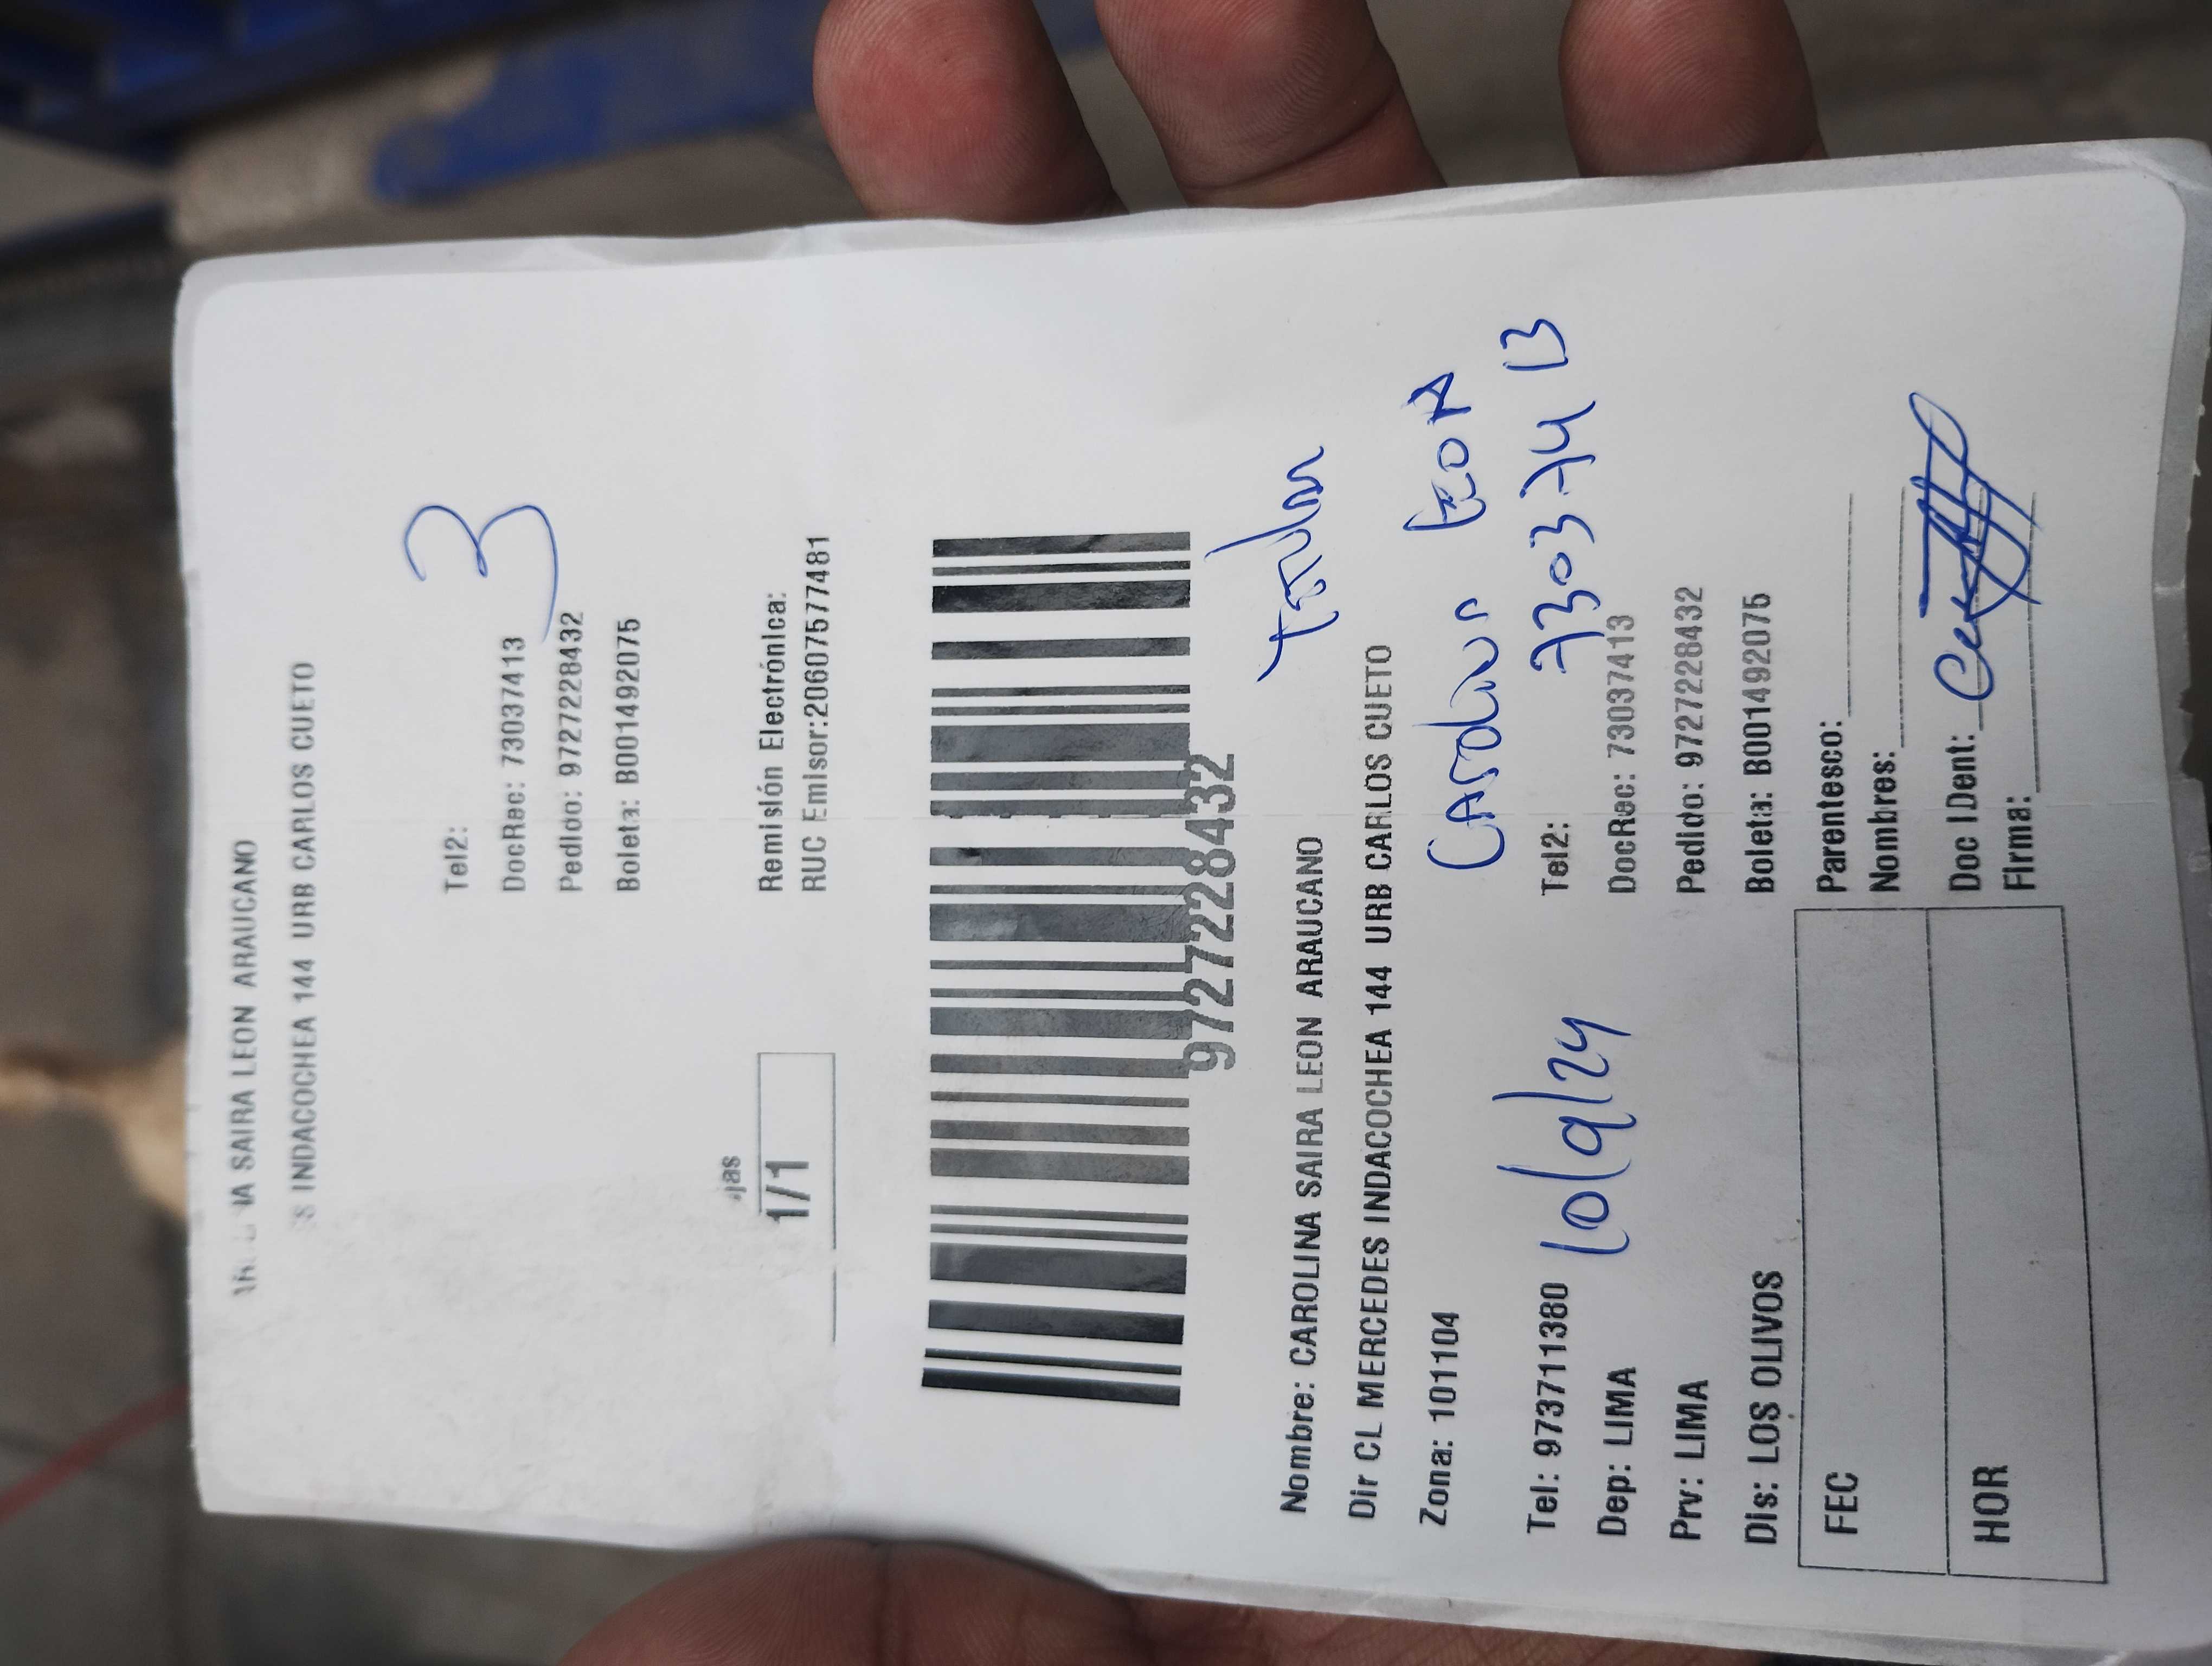 NA SAIRA LEON ARAUCANO
S INDACOCHEA 144 URB CARLOS CUETO
3
Tel2:
DocRec: 73037413
Pedido: 9727228432
Boleta: B001492075
jas
1/1
Remisión Electrónica:
RUC Emisor:20607577481
9727228432
Nombre: CAROLINA SAIRA LEON ARAUCANO
Dir CL MERCEDES INDACOCHEA 144 URB CARLOS CUETO
Zona: 101104
Carolina León
73037413
Tel: 973711380
10/9/24
Tel2:
Dep: LIMA
DocRec: 73037413
Prv: LIMA
Pedido: 9727228432
Dis: LOS OLIVOS
Boleta: B001492075
FEC
Parentesco:
Nombres:
HOR
Doc IDent:
Firma: